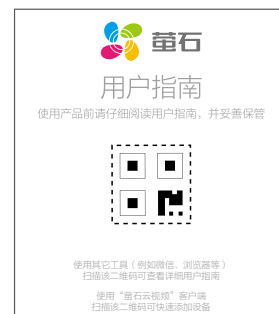 萤石
用户指南
使用产品前请仔细阅读用户指南，并妥善保管
使用其它工具（例如微信、浏览器等）
扫描该二维码可查看详细用户指南
使用“萤石云视频”客户端
扫描该二维码可快速添加设备